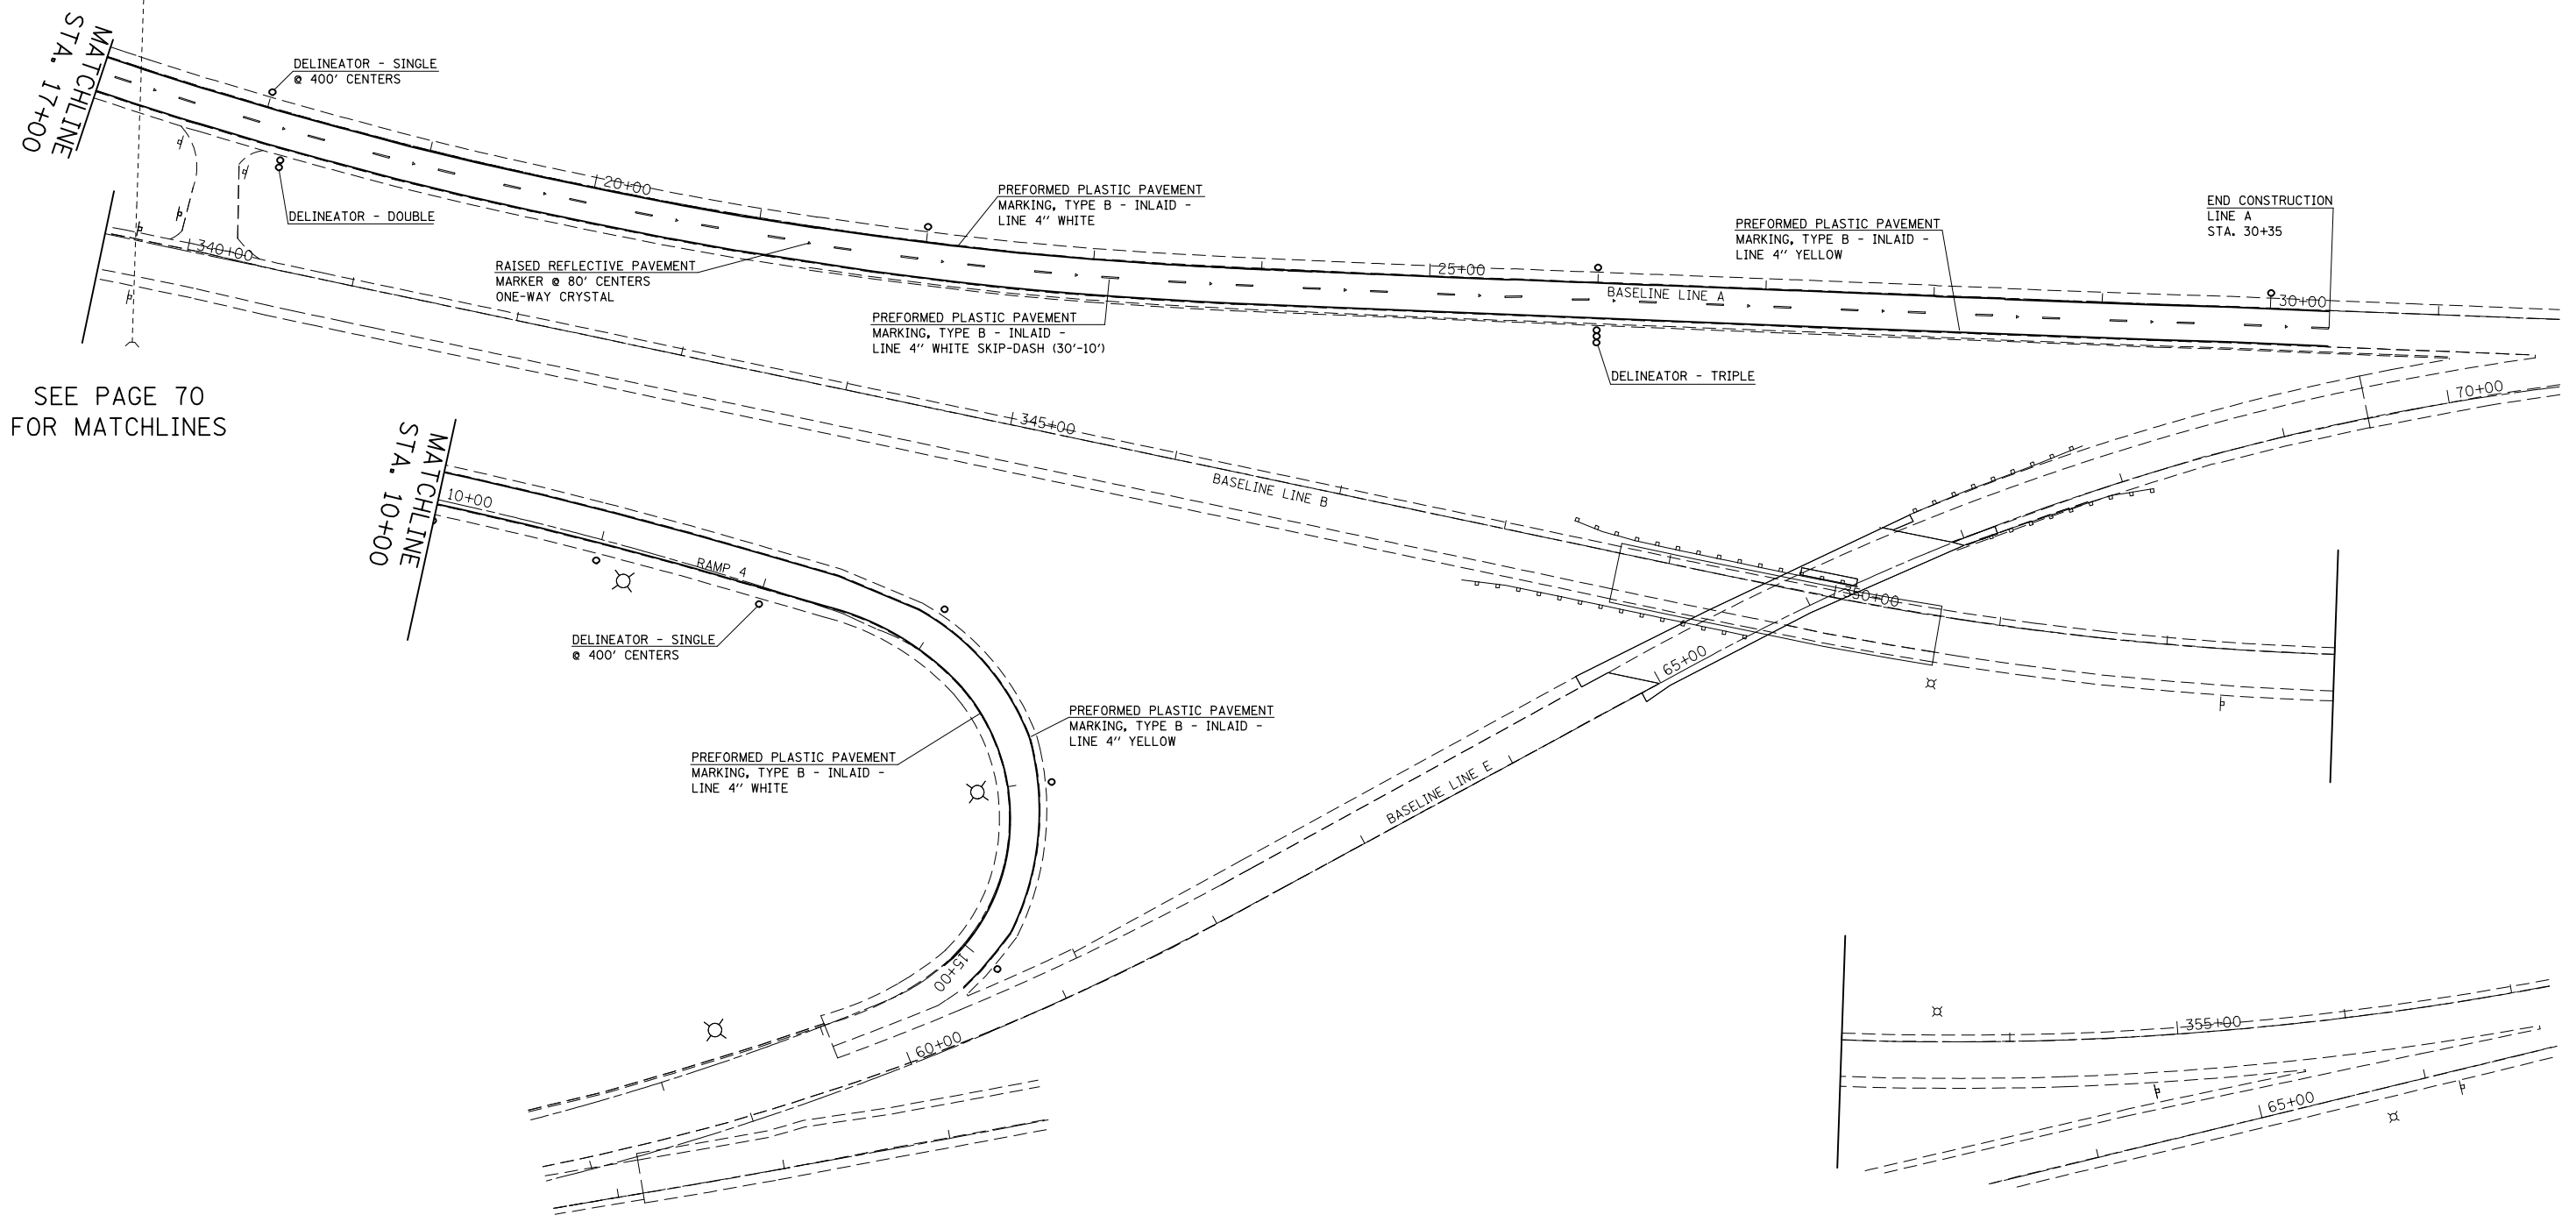 MATCHLINE
STA. 17+00
DELINEATOR - SINGLE
@ 400' CENTERS
DELINEATOR - DOUBLE
20+00
340+00
RAISED REFLECTIVE PAVEMENT
MARKER @ 80' CENTERS
ONE-WAY CRYSTAL
PREFORMED PLASTIC PAVEMENT
MARKING, TYPE B - INLAID -
LINE 4" WHITE
PREFORMED PLASTIC PAVEMENT
MARKING, TYPE B - INLAID -
LINE 4" WHITE SKIP-DASH (30'-10')
25+00
BASELINE LINE A
PREFORMED PLASTIC PAVEMENT
MARKING, TYPE B - INLAID -
LINE 4" YELLOW
END CONSTRUCTION
LINE A
STA. 30+35
30+00
DELINEATOR - TRIPLE
70+00
SEE PAGE 70
FOR MATCHLINES
345+00
BASELINE LINE B
MATCHLINE
STA. 10+00
10+00
RAMP 4
DELINEATOR - SINGLE
@ 400' CENTERS
350+00
65+00
PREFORMED PLASTIC PAVEMENT
MARKING, TYPE B - INLAID -
LINE 4" YELLOW
PREFORMED PLASTIC PAVEMENT
MARKING, TYPE B - INLAID -
LINE 4" WHITE
BASELINE LINE E
15+00
60+00
355+00
65+00